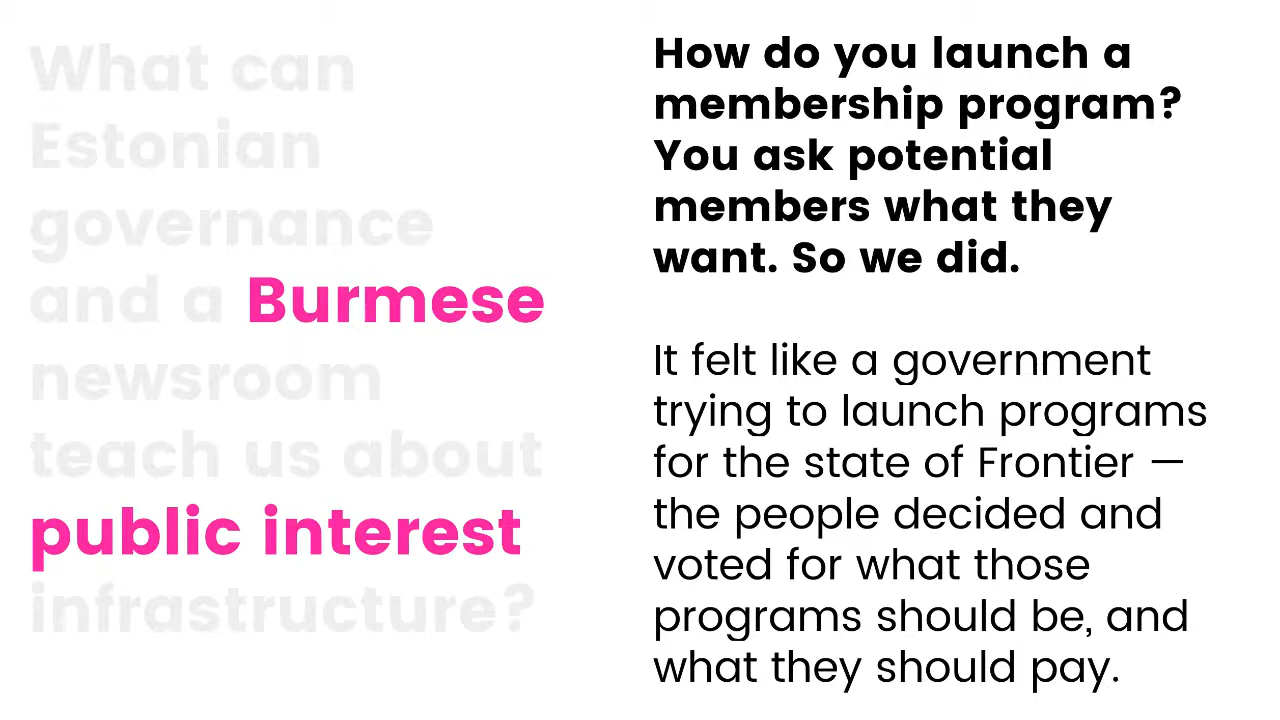 What can
Estonian
governance
and a Burmese
newsroom
teach us about
public interest
infrastructure?
How do you launch a
membership program?
You ask potential
members what they
want. So we did.
It felt like a government
trying to launch programs
for the state of Frontier —
the people decided and
voted for what those
programs should be, and
what they should pay.